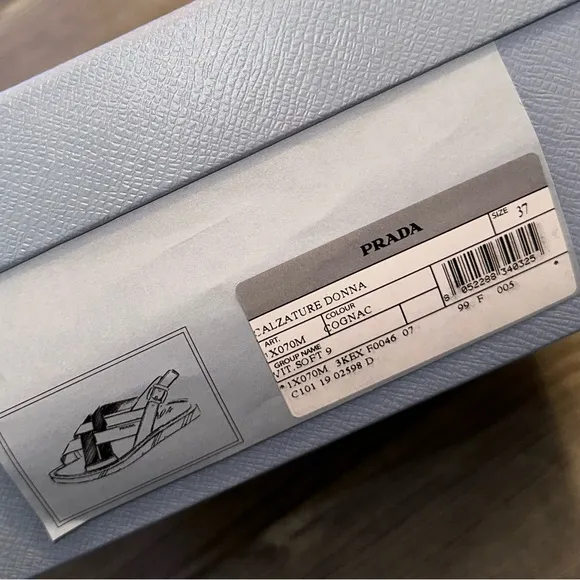 PRADA
CALZATURE DONNA
SIZE 37
ART. COLOUR
1X070M COGNAC
GROUP NAME
VIT.SOFT 9
8 052288 340325
*1X070M 3KEX F0046 07 99 F 005 *
C101 19 02598 D